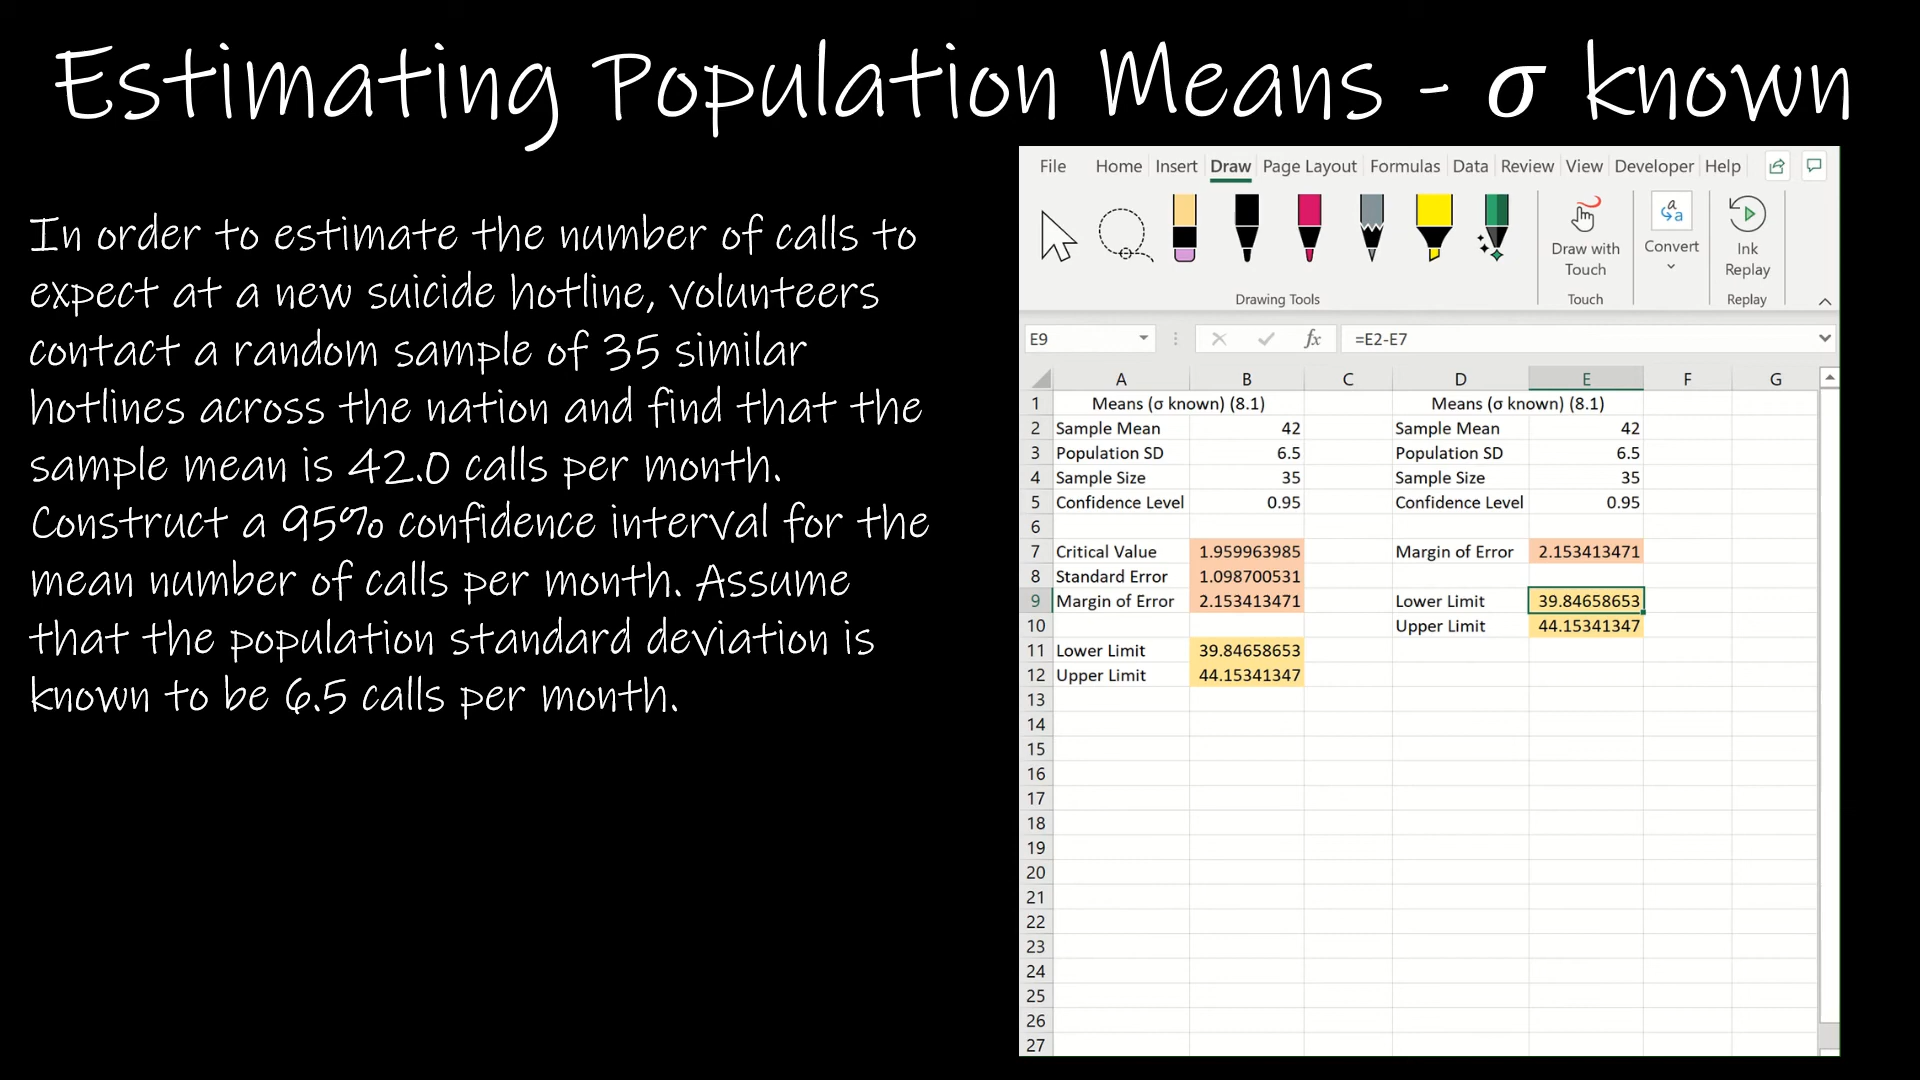 Estimating Population Means - σ known
In order to estimate the number of calls to
expect at a new suicide hotline, volunteers
contact a random sample of 35 similar
hotlines across the nation and find that the
sample mean is 42.0 calls per month.
Construct a 95% confidence interval for the
mean number of calls per month. Assume
that the population standard deviation is
known to be 6.5 calls per month.
File Home Insert Draw Page Layout Formulas Data Review View Developer Help
Draw with Touch
Convert
Ink Replay
Drawing Tools Touch Replay
E9 fx =E2-E7
A B C D E F G
1 Means (σ known) (8.1) Means (σ known) (8.1)
2 Sample Mean 42 Sample Mean 42
3 Population SD 6.5 Population SD 6.5
4 Sample Size 35 Sample Size 35
5 Confidence Level 0.95 Confidence Level 0.95
6
7 Critical Value 1.959963985 Margin of Error 2.153413471
8 Standard Error 1.098700531
9 Margin of Error 2.153413471 Lower Limit 39.84658653
10 Upper Limit 44.15341347
11 Lower Limit 39.84658653
12 Upper Limit 44.15341347
13
14
15
16
17
18
19
20
21
22
23
24
25
26
27